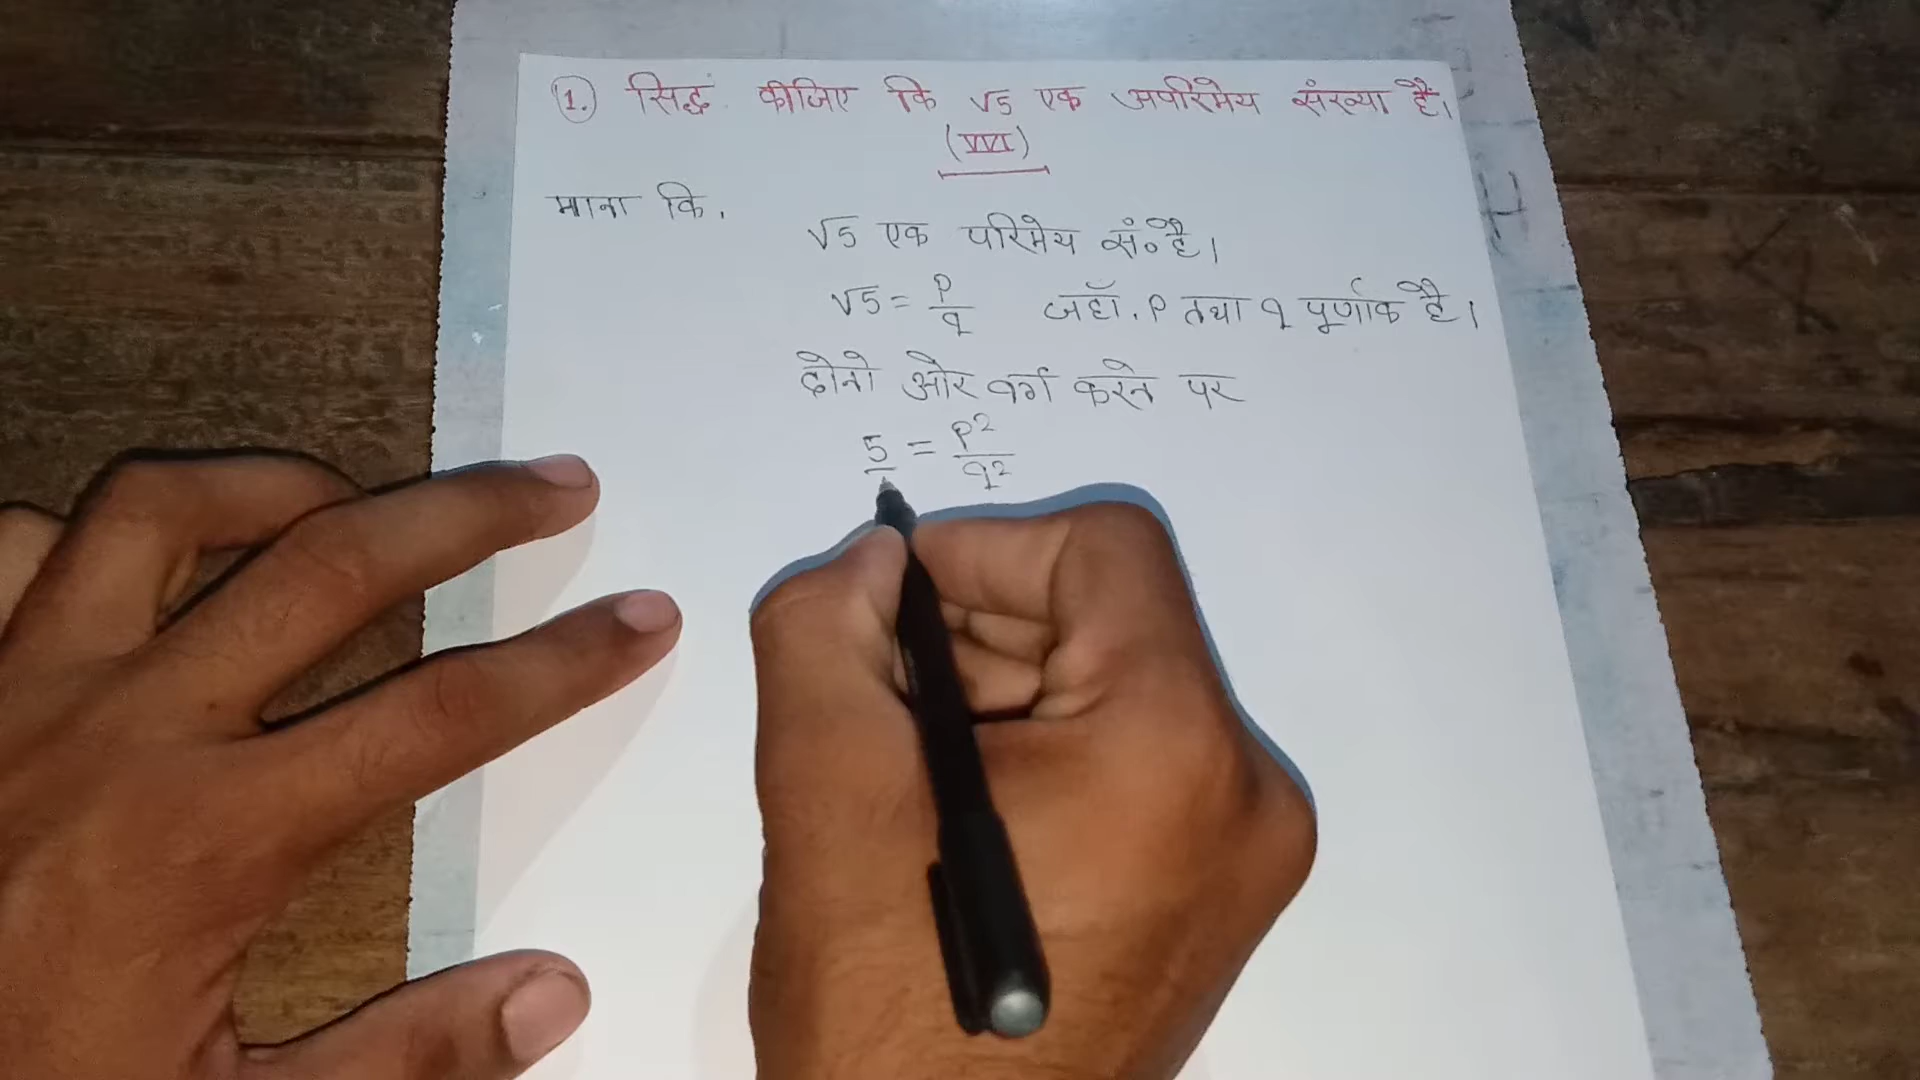 1. सिद्ध कीजिए कि √5 एक अपरिमेय संख्या है।
(VVI)
माना कि,
√5 एक परिमेय सं० है।
√5 = p/q जहाँ, p तथा q पूर्णांक है।
दोनो ओर वर्ग करने पर
5 = p²/q²